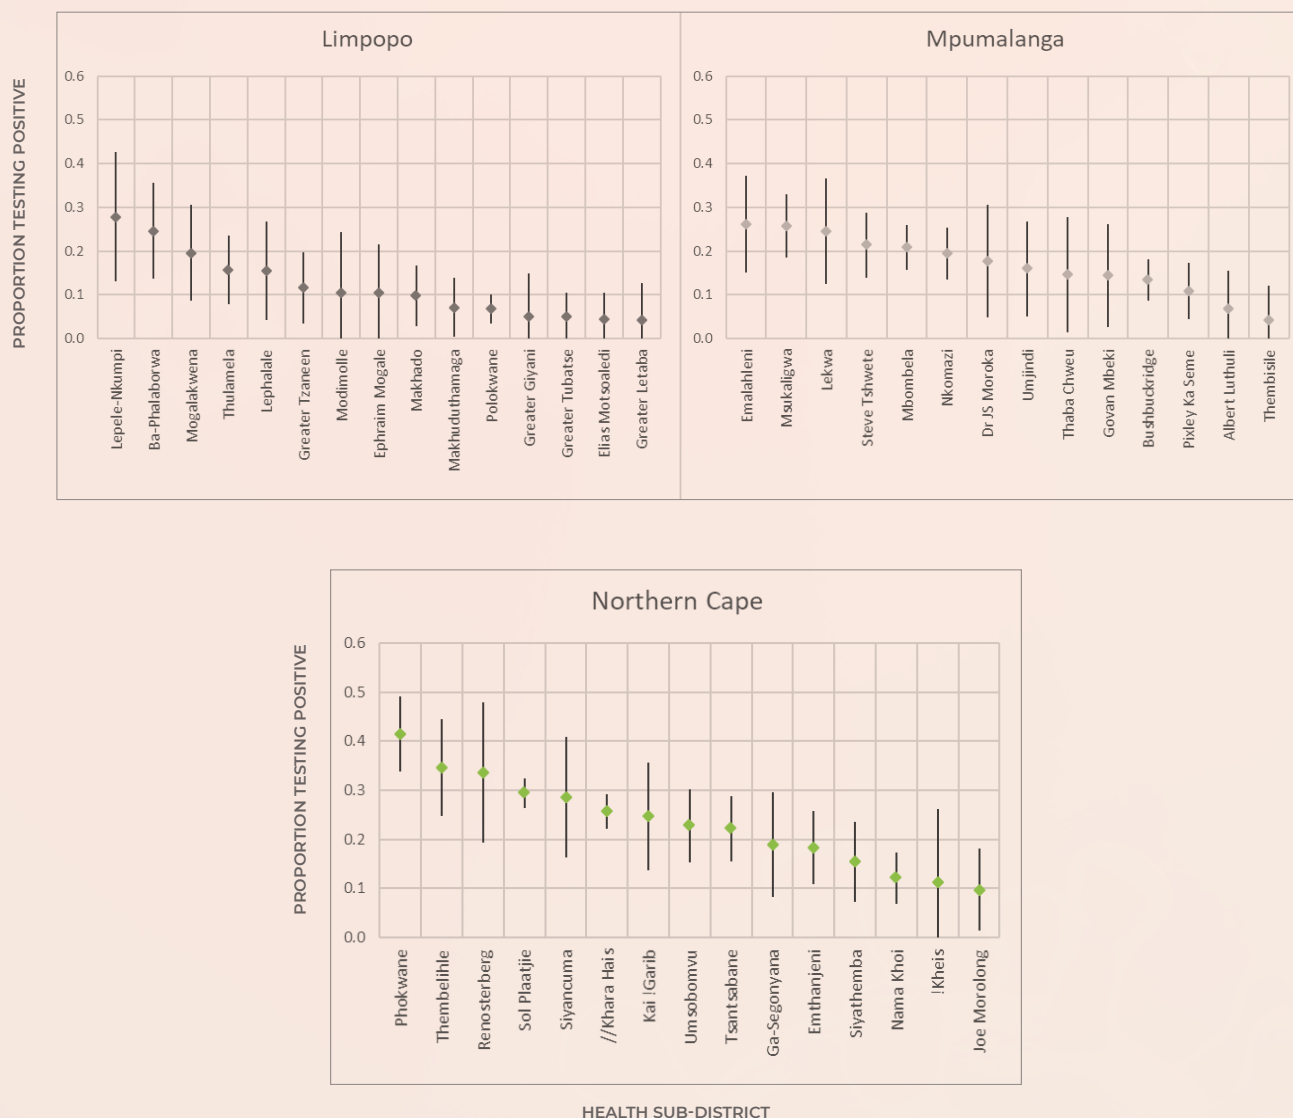 Limpopo
PROPORTION TESTING POSITIVE
0.6
0.5
0.4
0.3
0.2
0.1
0.0
Lepele-Nkumpi
Ba-Phalaborwa
Mogalakwena
Thulamela
Lephalale
Greater Tzaneen
Modimolle
Ephraim Mogale
Makhado
Makhuduthamaga
Polokwane
Greater Giyani
Greater Tubatse
Elias Motsoaledi
Greater Letaba
Mpumalanga
0.6
0.5
0.4
0.3
0.2
0.1
0.0
Emalahleni
Msukaligwa
Lekwa
Steve Tshwete
Mbombela
Nkomazi
Dr JS Moroka
Umjindi
Thaba Chweu
Govan Mbeki
Bushbuckridge
Pixley Ka Seme
Albert Luthuli
Thembisile
Northern Cape
PROPORTION TESTING POSITIVE
0.6
0.5
0.4
0.3
0.2
0.1
0.0
Phokwane
Thembelihle
Renosterberg
Sol Plaatjie
Siyancuma
//Khara Hais
Kai !Garib
Umsobomvu
Tsantsabane
Ga-Segonyana
Emthanjeni
Siyathemba
Nama Khoi
!Kheis
Joe Morolong
HEALTH SUB-DISTRICT